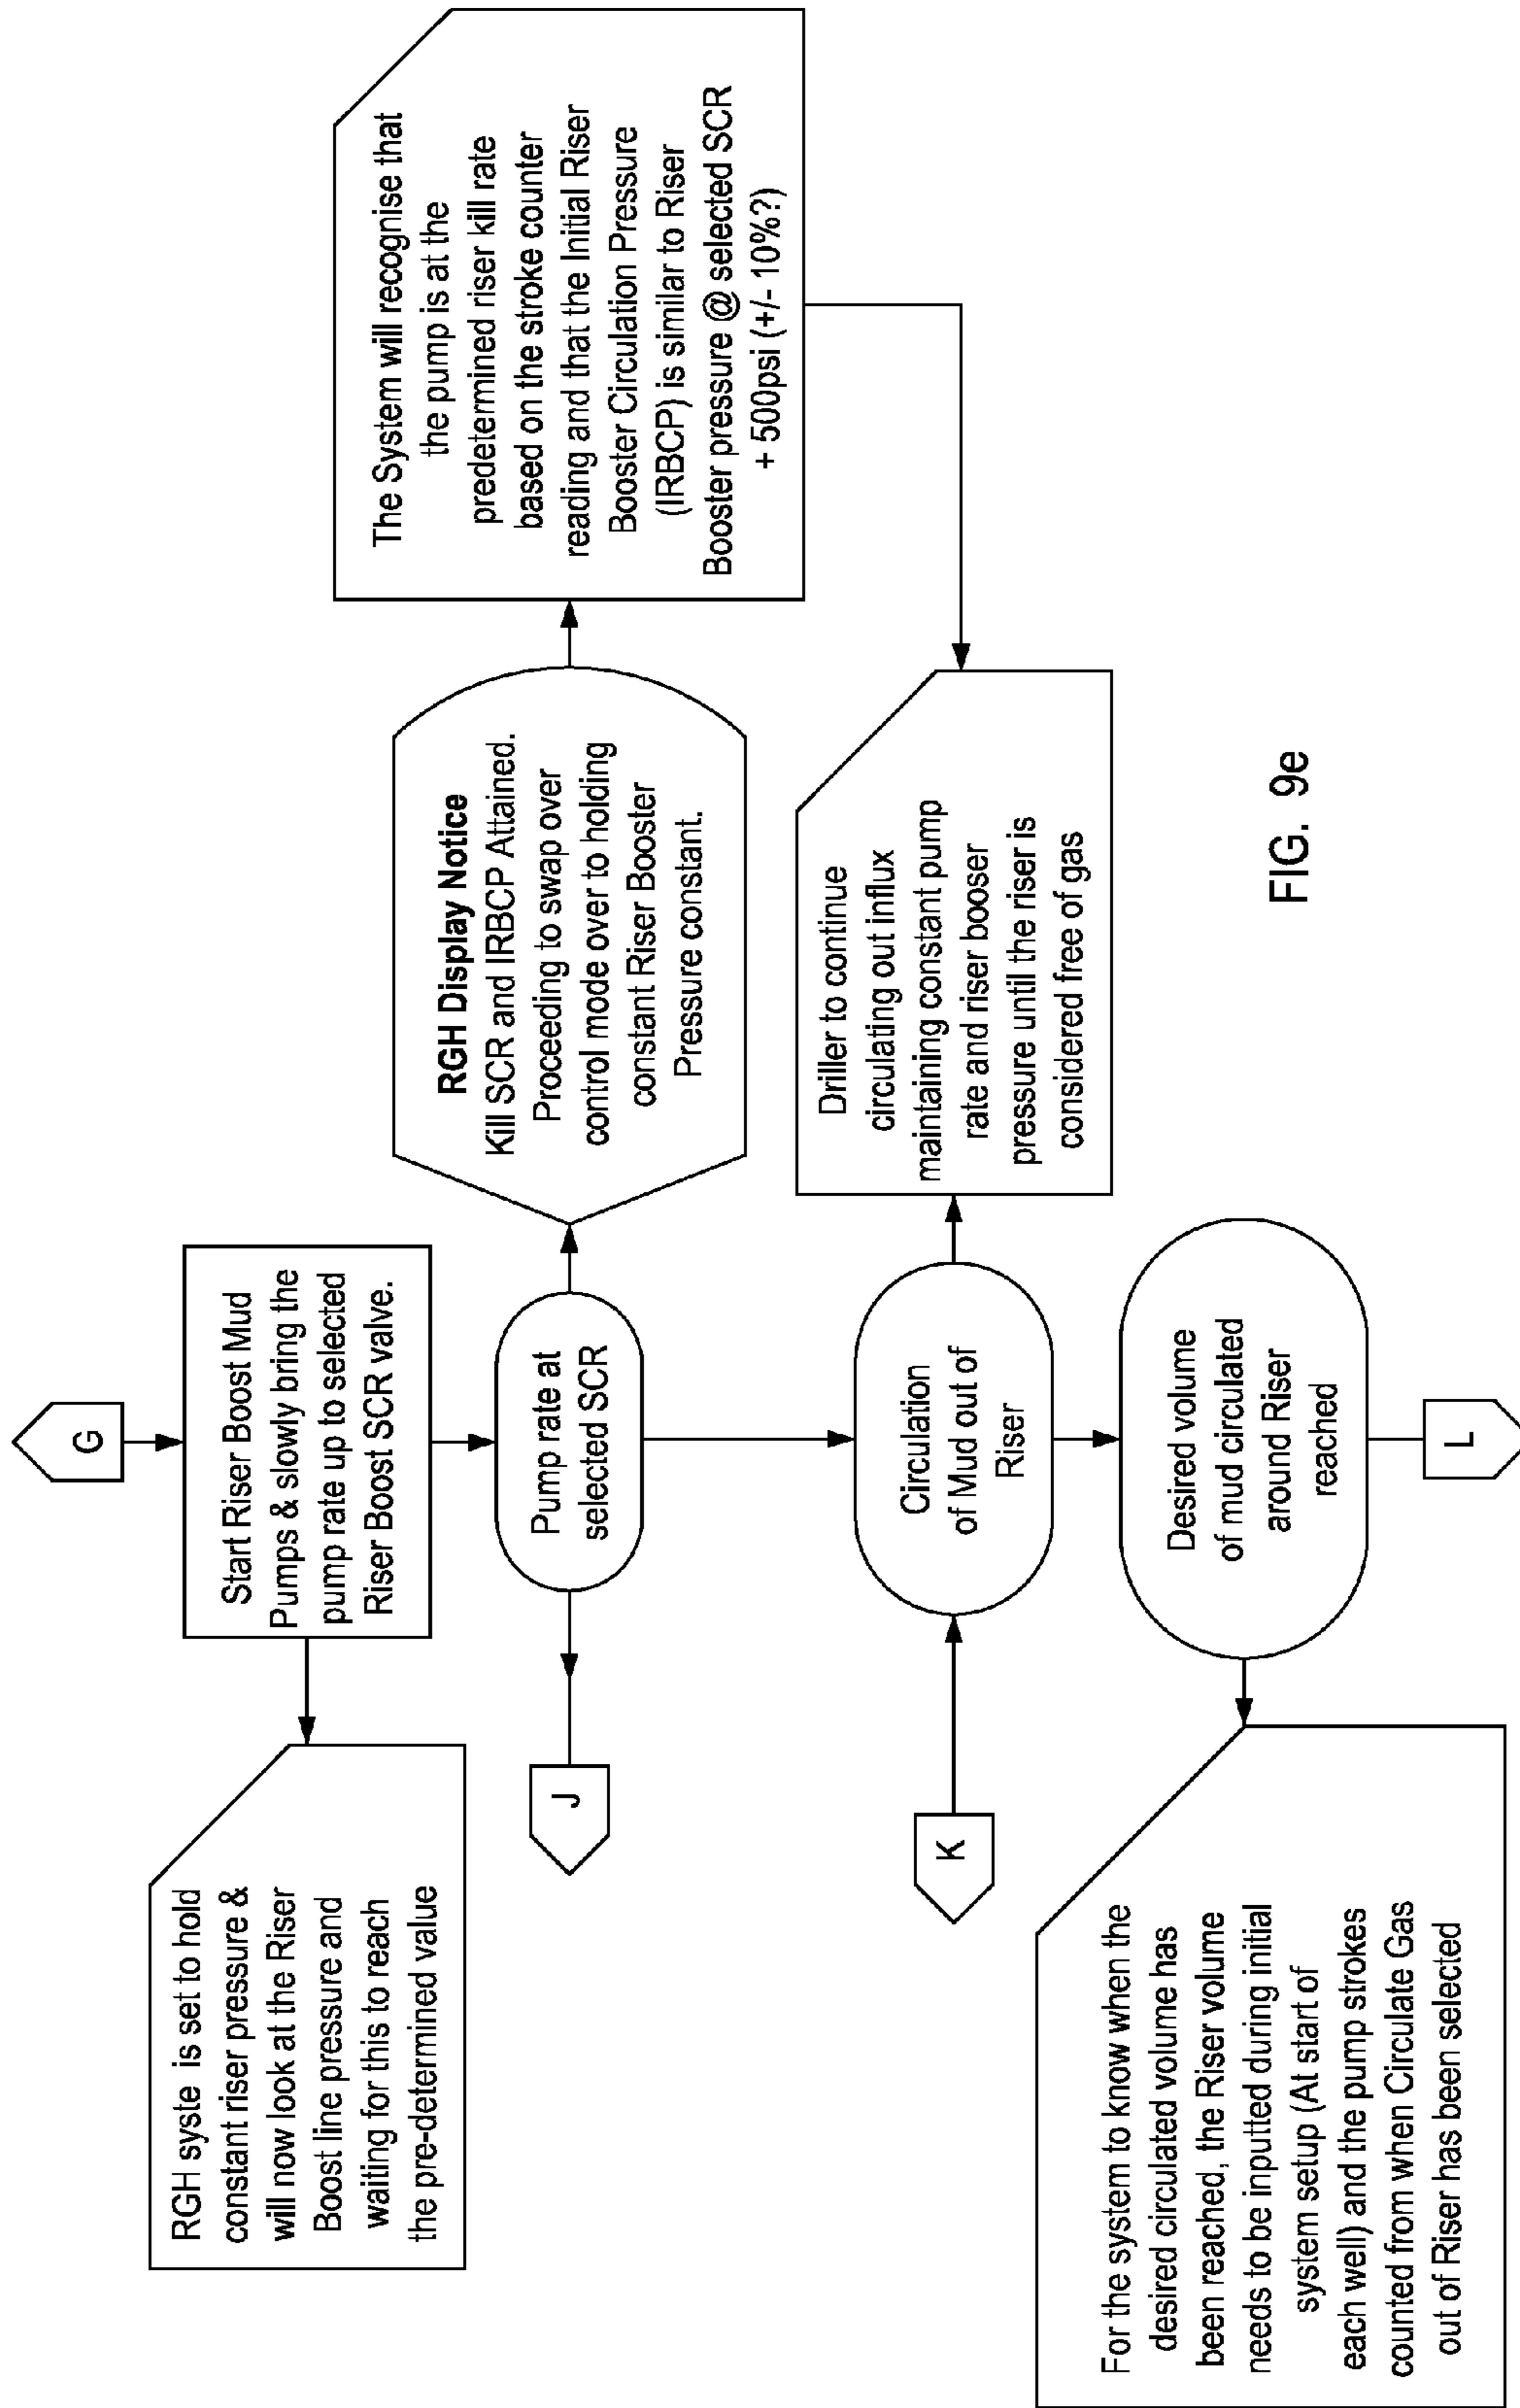 G
Start Riser Boost Mud
Pumps & slowly bring the
pump rate up to selected
Riser Boost SCR valve.
RGH syste is set to hold
constant riser pressure &
will now look at the Riser
Boost line pressure and
waiting for this to reach
the pre-determined value
Pump rate at
selected SCR
J
RGH Display Notice
Kill SCR and IRBCP Attained.
Proceeding to swap over
control mode over to holding
constant Riser Booster
Pressure constant.
The System will recognise that
the pump is at the
predetermined riser kill rate
based on the stroke counter
reading and that the Initial Riser
Booster Circulation Pressure
(IRBCP) is similar to Riser
Booster pressure @ selected SCR
+ 500psi (+/- 10%?)
K
Circulation
of Mud out of
Riser
Driller to continue
circulating out influx
maintaining constant pump
rate and riser booser
pressure until the riser is
considered free of gas
Desired volume
of mud circulated
around Riser
reached
For the system to know when the
desired circulated volume has
been reached, the Riser volume
needs to be inputted during initial
system setup (At start of
each well) and the pump strokes
counted from when Circulate Gas
out of Riser has been selected
L
FIG. 9e